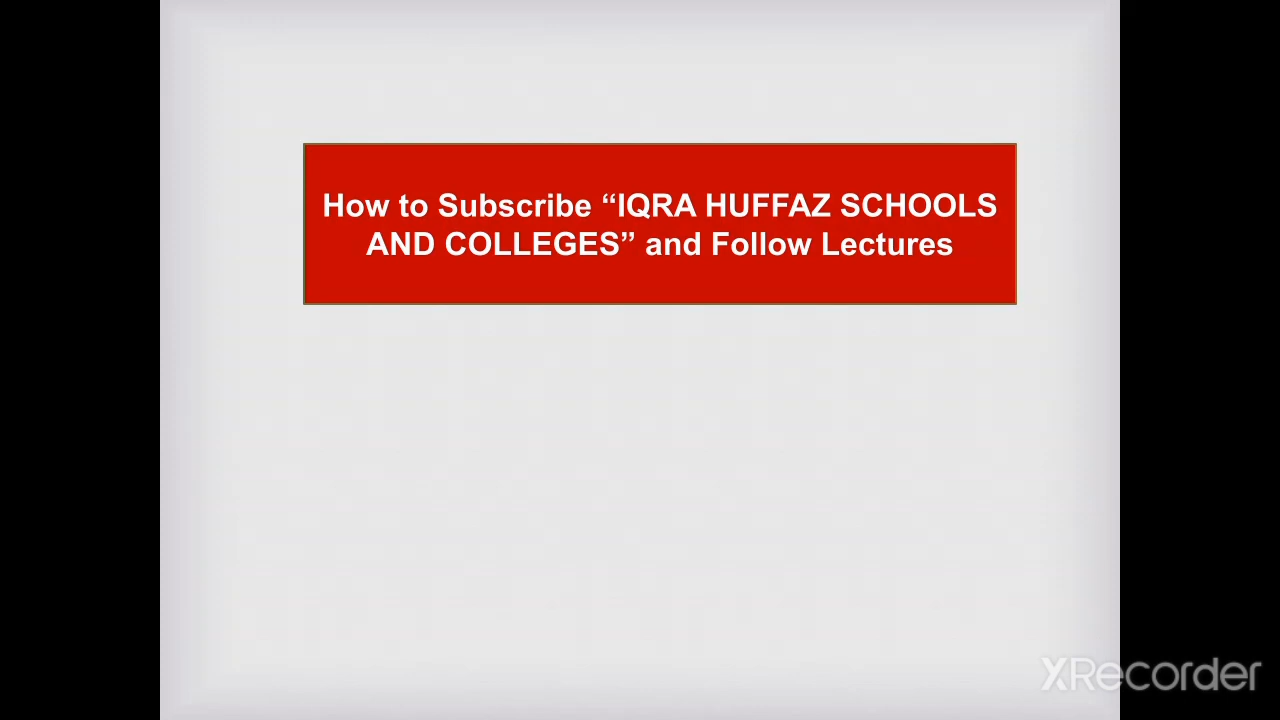 How to Subscribe “IQRA HUFFAZ SCHOOLS
AND COLLEGES” and Follow Lectures
XRecorder